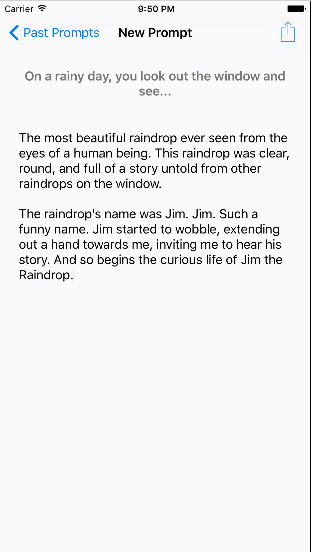 Carrier 9:50 PM
Past Prompts New Prompt
On a rainy day, you look out the window and
see...
The most beautiful raindrop ever seen from the
eyes of a human being. This raindrop was clear,
round, and full of a story untold from other
raindrops on the window.
The raindrop's name was Jim. Jim. Such a
funny name. Jim started to wobble, extending
out a hand towards me, inviting me to hear his
story. And so begins the curious life of Jim the
Raindrop.